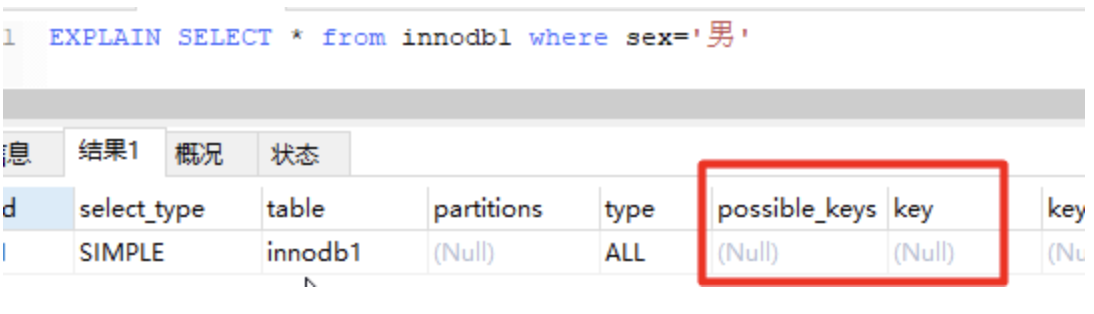 1 EXPLAIN SELECT * from innodb1 where sex='男'
息 结果1 概况 状态
d select_type table partitions type possible_keys key key
SIMPLE innodb1 (Null) ALL (Null) (Null) (Nu